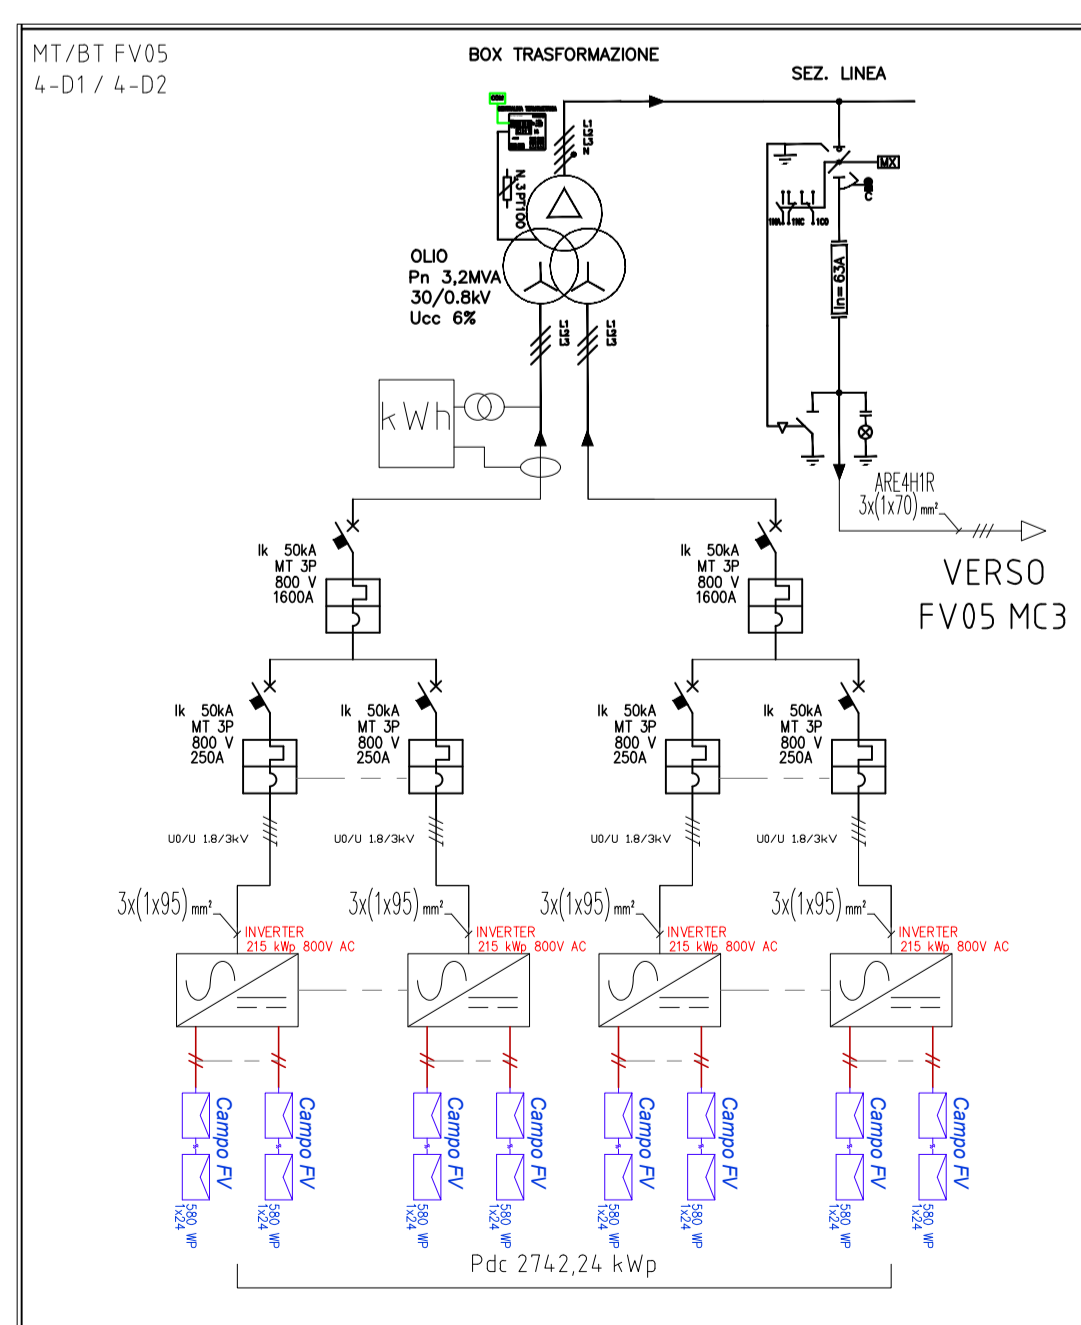 MT/BT FV05
4-D1 / 4-D2
BOX TRASFORMAZIONE
SEZ. LINEA
COM
N.3PT100
OLIO
Pn 3,2MVA
30/0.8kV
Ucc 6%
MX
C
1NA
1NC
1CO
In= 63A
kWh
ARE4H1R
3x(1x70) mm²
VERSO
FV05 MC3
Ik 50kA
MT 3P
800 V
1600A
Ik 50kA
MT 3P
800 V
1600A
Ik 50kA
MT 3P
800 V
250A
Ik 50kA
MT 3P
800 V
250A
Ik 50kA
MT 3P
800 V
250A
Ik 50kA
MT 3P
800 V
250A
U0/U 1.8/3kV
U0/U 1.8/3kV
U0/U 1.8/3kV
U0/U 1.8/3kV
3x(1x95) mm²
3x(1x95) mm²
3x(1x95) mm²
3x(1x95) mm²
INVERTER
215 kWp 800V AC
INVERTER
215 kWp 800V AC
INVERTER
215 kWp 800V AC
INVERTER
215 kWp 800V AC
Campo FV
Campo FV
Campo FV
Campo FV
Campo FV
Campo FV
Campo FV
Campo FV
580 WP
1x24
580 WP
1x24
580 WP
1x24
580 WP
1x24
580 WP
1x24
580 WP
1x24
580 WP
1x24
580 WP
1x24
Pdc 2742,24 kWp